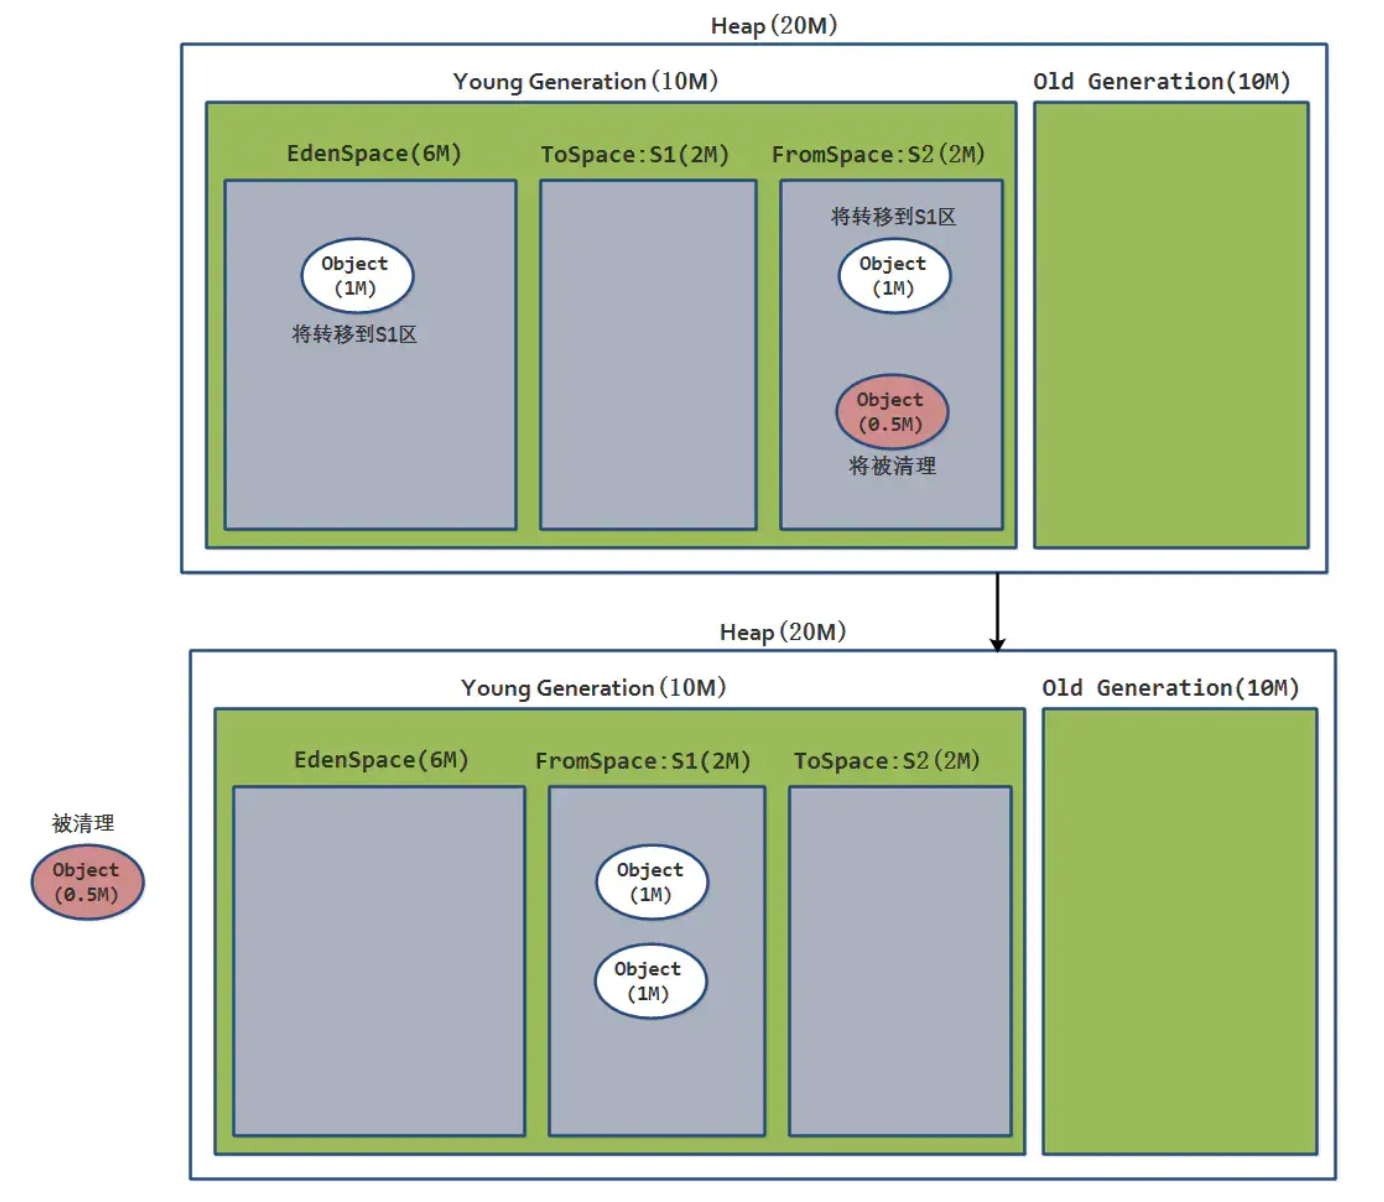 Heap(20M)
Young Generation(10M)
Old Generation(10M)
EdenSpace(6M)
ToSpace:S1(2M)
FromSpace:S2(2M)
将转移到S1区
Object
(1M)
Object
(1M)
将转移到S1区
Object
(0.5M)
将被清理
Heap(20M)
Young Generation(10M)
Old Generation(10M)
EdenSpace(6M)
FromSpace:S1(2M)
ToSpace:S2(2M)
被清理
Object
(0.5M)
Object
(1M)
Object
(1M)